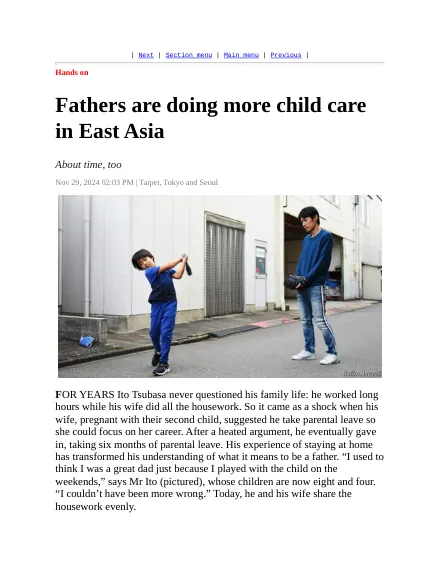 | Next | Section menu | Main menu | Previous |
Hands on
Fathers are doing more child care
in East Asia
About time, too
Nov 29, 2024 02:03 PM | Taipei, Tokyo and Seoul
FOR YEARS Ito Tsubasa never questioned his family life: he worked long
hours while his wife did all the housework. So it came as a shock when his
wife, pregnant with their second child, suggested he take parental leave so
she could focus on her career. After a heated argument, he eventually gave
in, taking six months of parental leave. His experience of staying at home
has transformed his understanding of what it means to be a father. “I used to
think I was a great dad just because I played with the child on the
weekends,” says Mr Ito (pictured), whose children are now eight and four.
“I couldn’t have been more wrong.” Today, he and his wife share the
housework evenly.